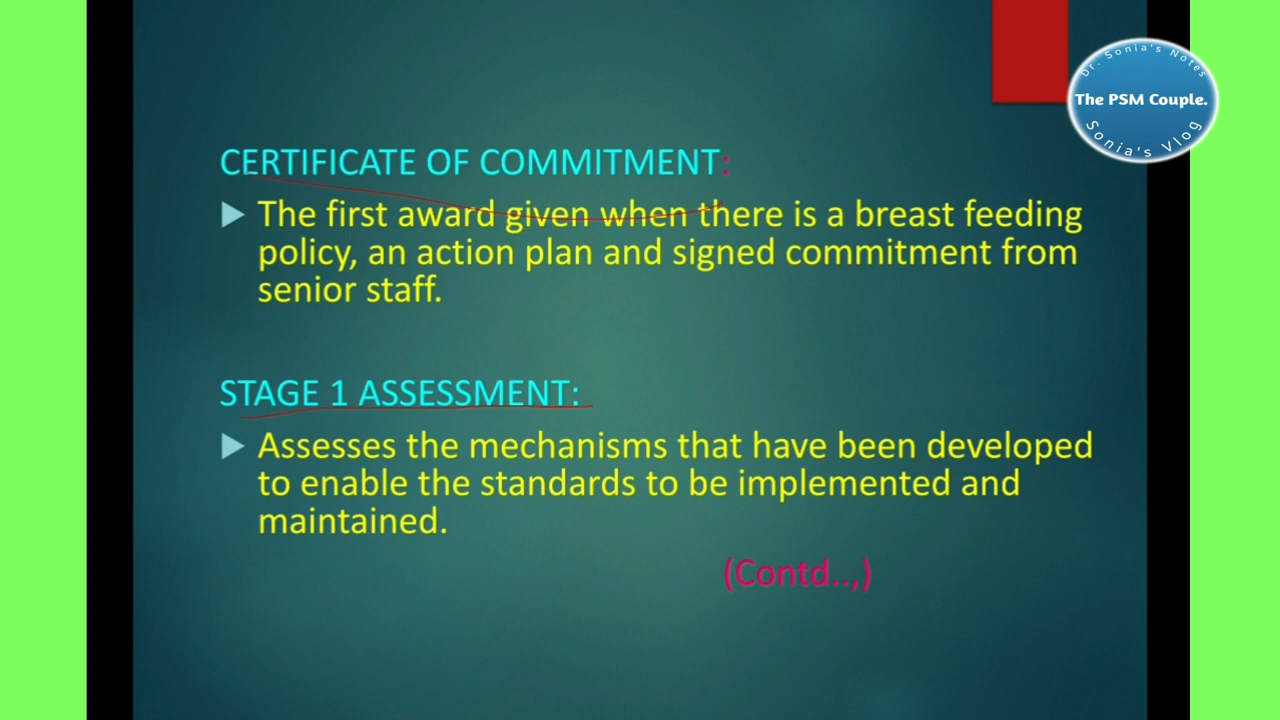 Dr. Sonia's Notes
The PSM Couple.
Sonia's Vlog
CERTIFICATE OF COMMITMENT:
The first award given when there is a breast feeding
policy, an action plan and signed commitment from
senior staff.
STAGE 1 ASSESSMENT:
Assesses the mechanisms that have been developed
to enable the standards to be implemented and
maintained.
(Contd..,)